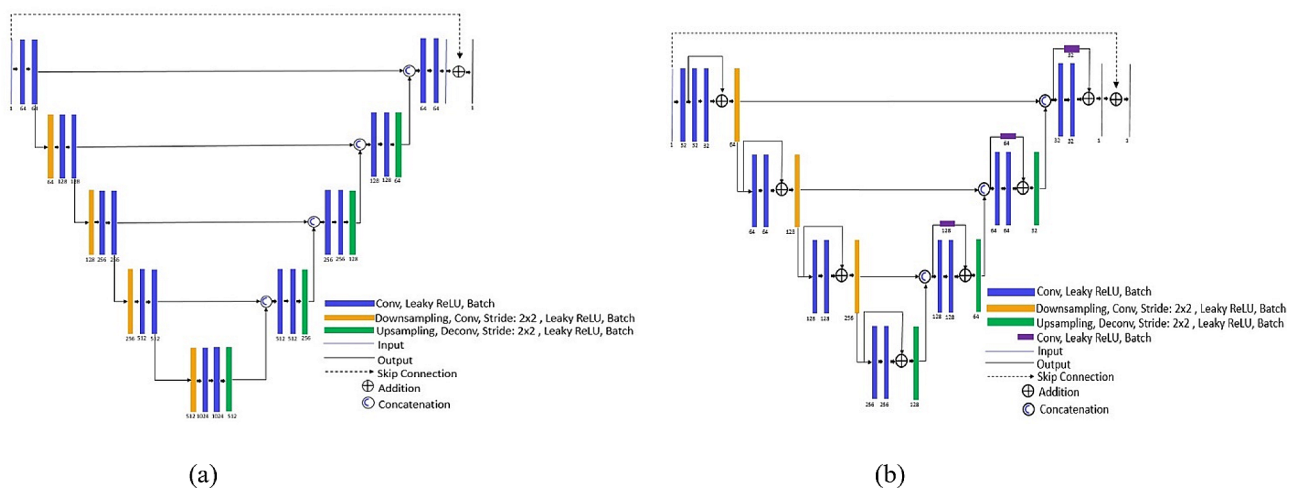 1 64 64 64 64 1
64 128 128 128 128 64
128 256 256 256 256 128
256 512 512 512 512 256
512 1024 1024 512
C
C
C
C
Conv, Leaky ReLU, Batch
Downsampling, Conv, Stride: 2x2 , Leaky ReLU, Batch
Upsampling, Deconv, Stride: 2x2 , Leaky ReLU, Batch
Input
Output
Skip Connection
Addition
C Concatenation
(a)
32
1 32 32 32 64 32 32 1 1
64
64 64 128 64 64 32
128
128 128 256 128 128 64
256 256 128
C
C
C
Conv, Leaky ReLU, Batch
Downsampling, Conv, Stride: 2x2 , Leaky ReLU, Batch
Upsampling, Deconv, Stride: 2x2 , Leaky ReLU, Batch
Conv, Leaky ReLU, Batch
Input
Output
Skip Connection
Addition
C Concatenation
(b)